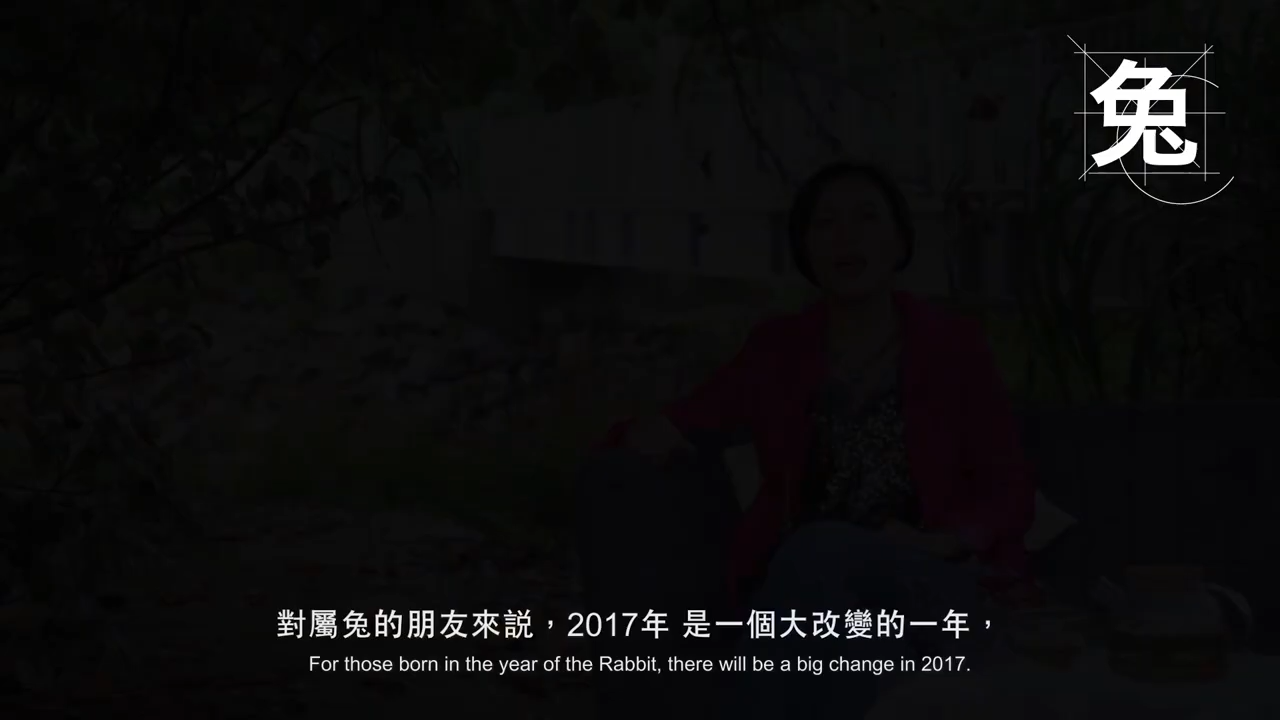 兔
對屬兔的朋友來説，2017年 是一個大改變的一年，
For those born in the year of the Rabbit, there will be a big change in 2017.